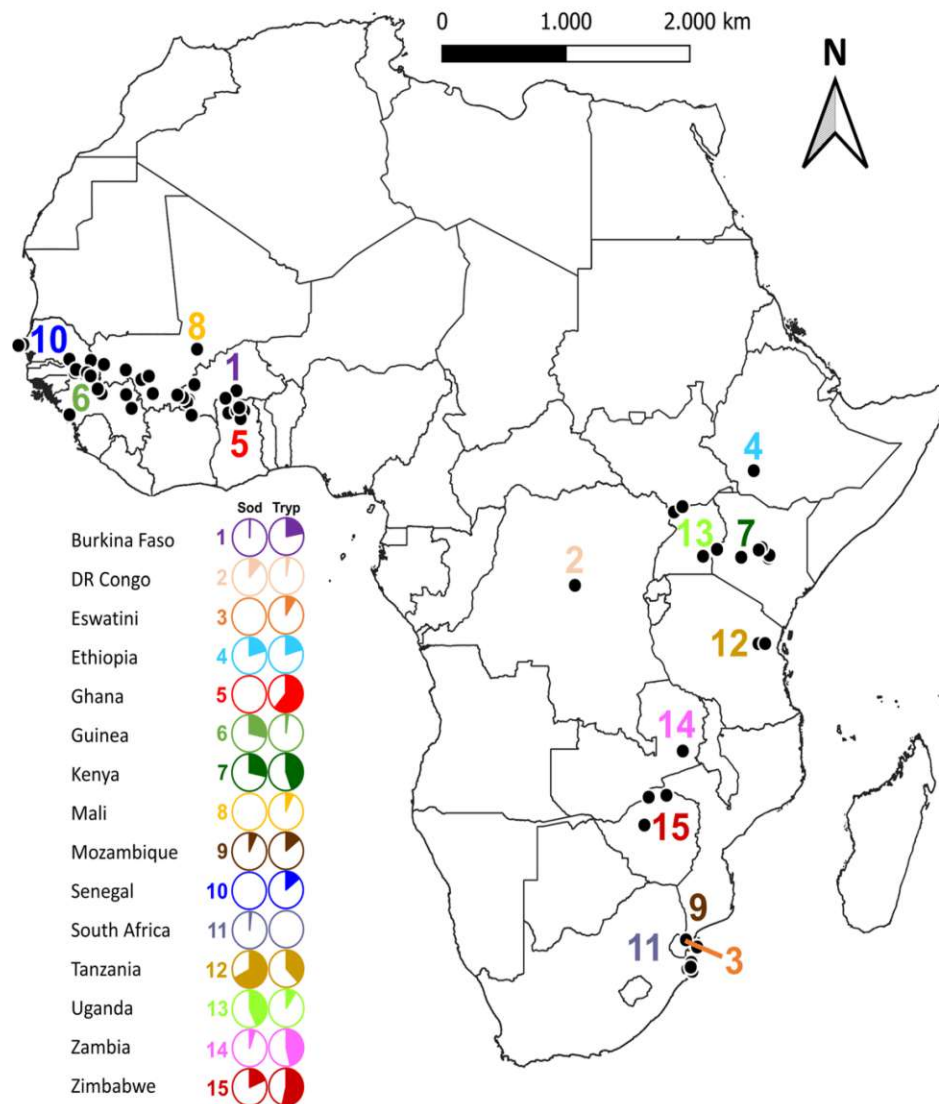 0 1.000 2.000 km
N
10
8
1
6
5
4
13
7
2
12
14
15
9
11
3
Sod Tryp
Burkina Faso 1
DR Congo 2
Eswatini 3
Ethiopia 4
Ghana 5
Guinea 6
Kenya 7
Mali 8
Mozambique 9
Senegal 10
South Africa 11
Tanzania 12
Uganda 13
Zambia 14
Zimbabwe 15